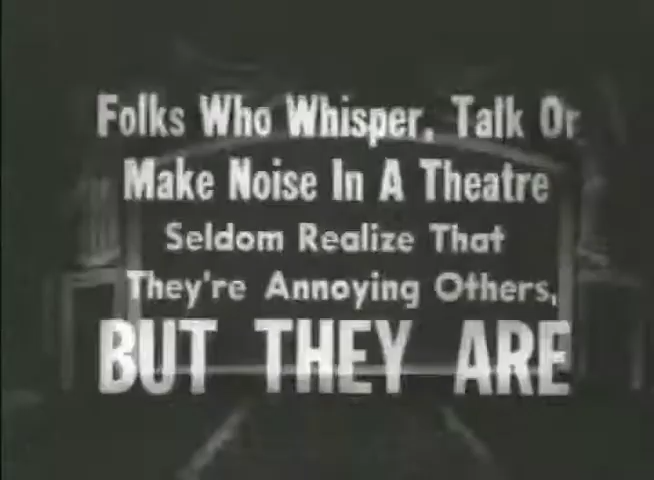 Folks Who Whisper, Talk Or
Make Noise In A Theatre
Seldom Realize That
They're Annoying Others,
BUT THEY ARE